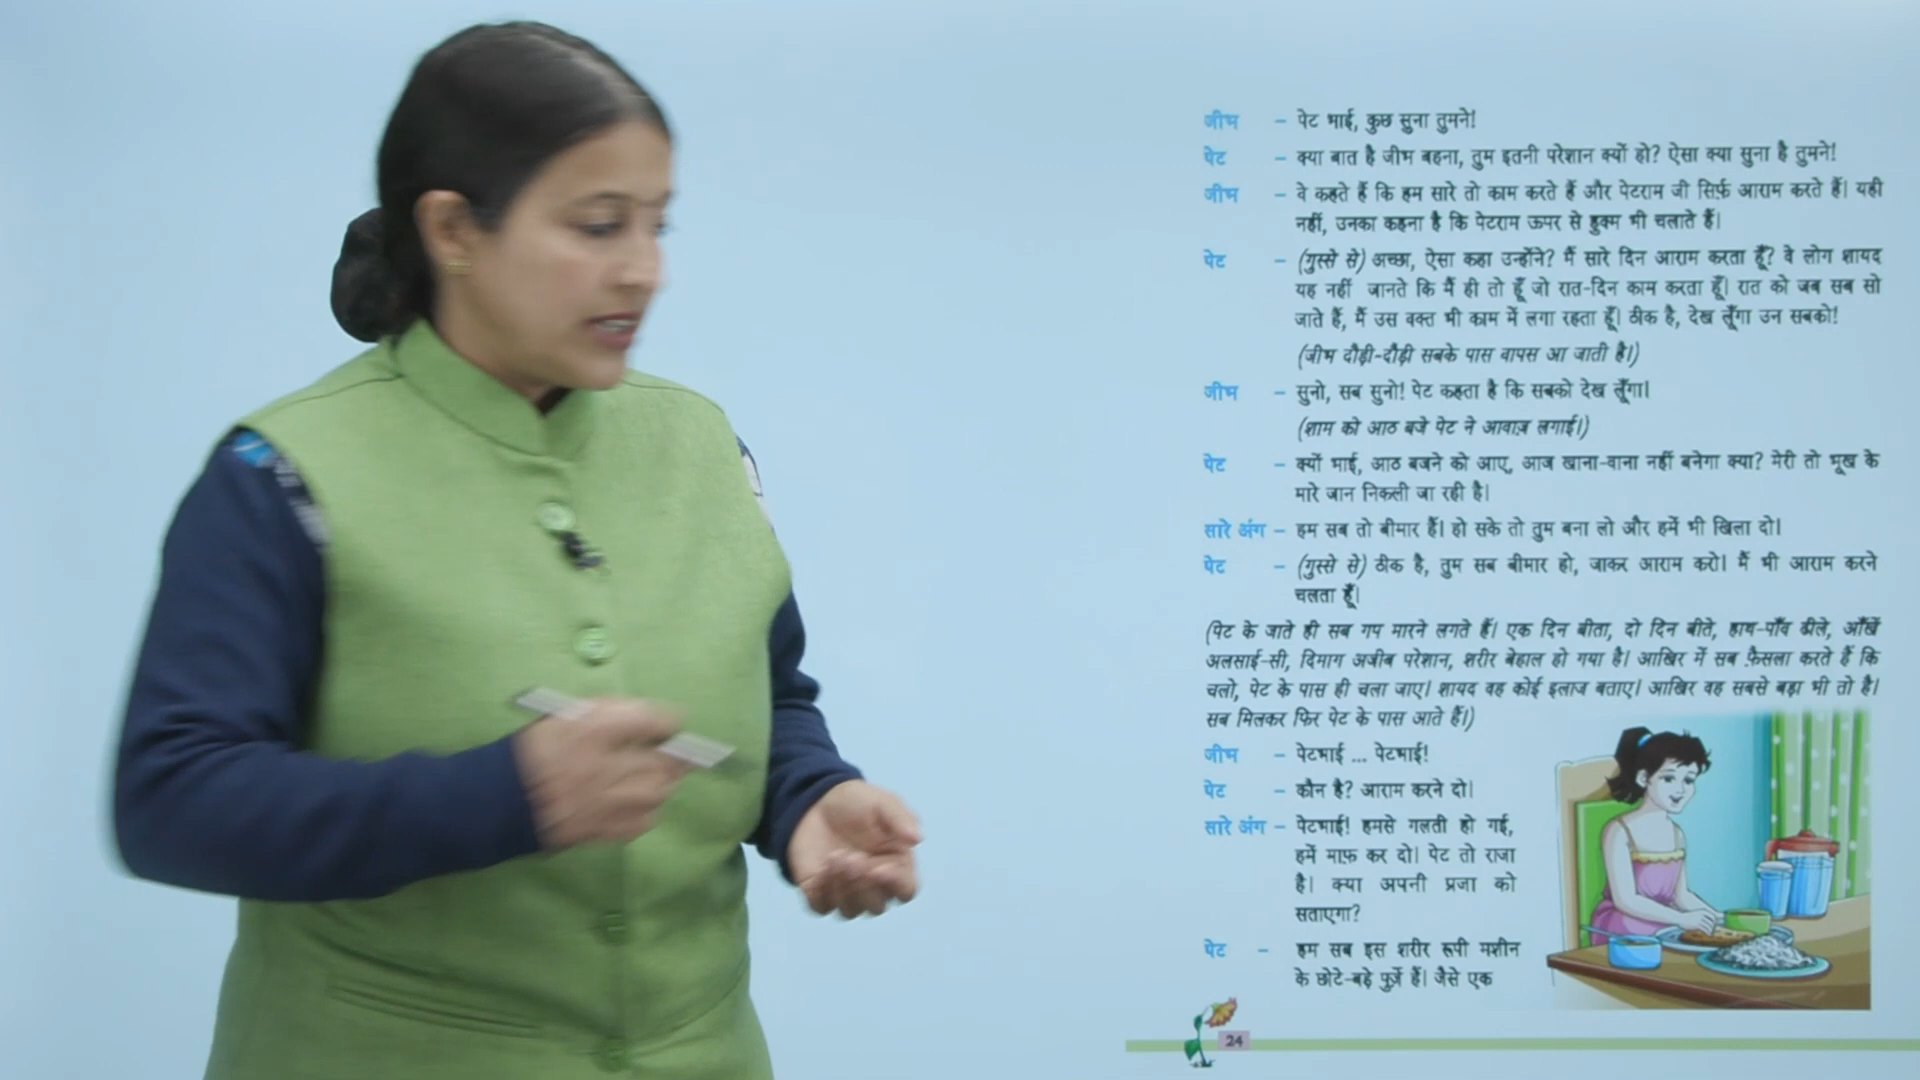 जीभ – पेट भाई, कुछ सुना तुमने!
पेट – क्या बात है जीभ बहना, तुम इतनी परेशान क्यों हो? ऐसा क्या सुना है तुमने!
जीभ – वे कहते हैं कि हम सारे तो काम करते हैं और पेटराम जी सिर्फ़ आराम करते हैं। यही
नहीं, उनका कहना है कि पेटराम ऊपर से हुक्म भी चलाते हैं।
पेट – (गुस्से से) अच्छा, ऐसा कहा उन्होंने? मैं सारे दिन आराम करता हूँ? वे लोग शायद
यह नहीं जानते कि मैं ही तो हूँ जो रात-दिन काम करता हूँ। रात को जब सब सो
जाते हैं, मैं उस वक्त भी काम में लगा रहता हूँ। ठीक है, देख लूँगा उन सबको!
(जीभ दौड़ी-दौड़ी सबके पास वापस आ जाती है।)
जीभ – सुनो, सब सुनो! पेट कहता है कि सबको देख लूँगा।
(शाम को आठ बजे पेट ने आवाज़ लगाई।)
पेट – क्यों भाई, आठ बजने को आए, आज खाना-वाना नहीं बनेगा क्या? मेरी तो भूख के
मारे जान निकली जा रही है।
सारे अंग – हम सब तो बीमार हैं। हो सके तो तुम बना लो और हमें भी खिला दो।
पेट – (गुस्से से) ठीक है, तुम सब बीमार हो, जाकर आराम करो। मैं भी आराम करने
चलता हूँ।
(पेट के जाते ही सब गप मारने लगते हैं। एक दिन बीता, दो दिन बीते, हाथ-पाँव ढीले, आँखें
अलसाई-सी, दिमाग अजीब परेशान, शरीर बेहाल हो गया है। आखिर में सब फ़ैसला करते हैं कि
चलो, पेट के पास ही चला जाए। शायद वह कोई इलाज बताए। आखिर वह सबसे बड़ा भी तो है।
सब मिलकर फिर पेट के पास आते हैं।)
जीभ – पेटभाई ... पेटभाई!
पेट – कौन है? आराम करने दो।
सारे अंग – पेटभाई! हमसे गलती हो गई,
हमें माफ़ कर दो। पेट तो राजा
है। क्या अपनी प्रजा को
सताएगा?
पेट – हम सब इस शरीर रूपी मशीन
के छोटे-बड़े पुर्ज़े हैं। जैसे एक
24